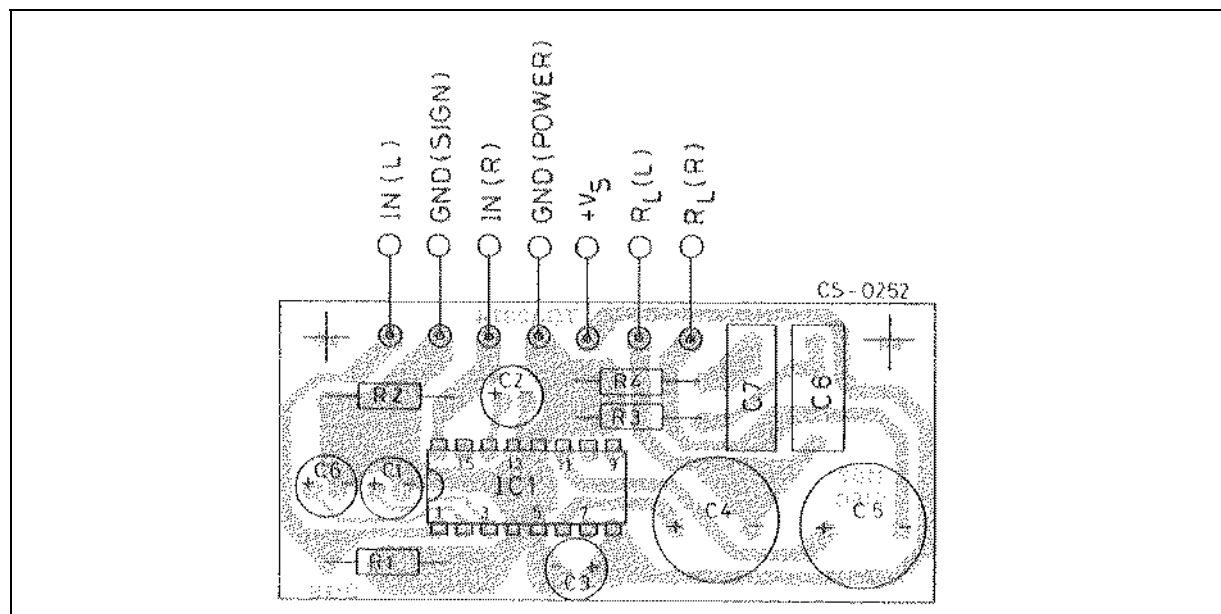 IN(L)
GND(SIGN)
IN(R)
GND(POWER)
+VS
RL(L)
RL(R)
CS-0252
C2
R4
R2
R3
C7
C6
15
13
11
9
C6
C1
IC1
1
3
5
7
C4
C5
R1
C3